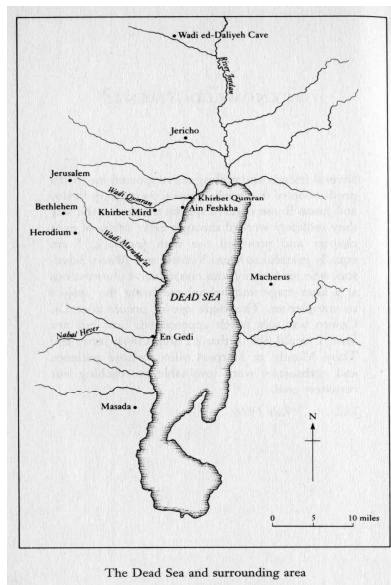 Wadi ed-Daliyeh Cave
River Jordan
Jericho
Jerusalem
Wadi Qumran
Khirbet Qumran
Bethlehem
Khirbet Mird
Ain Feshkha
Herodium
Wadi Murabba'at
Macherus
DEAD SEA
Nahal Hever
En Gedi
Masada
N
0 5 10 miles
The Dead Sea and surrounding area